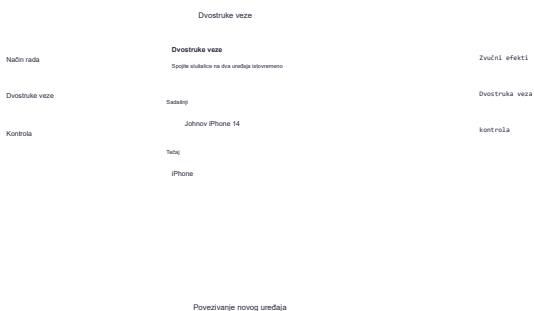 Dvostruke veze
Dvostruke veze
Spojite slušalice na dva uređaja istovremeno
Način rada
Dvostruke veze
Kontrola
Sadašnji
Johnov iPhone 14
Tečaj
iPhone
Zvučni efekti
Dvostruka veza
kontrola
Povezivanje novog uređaja